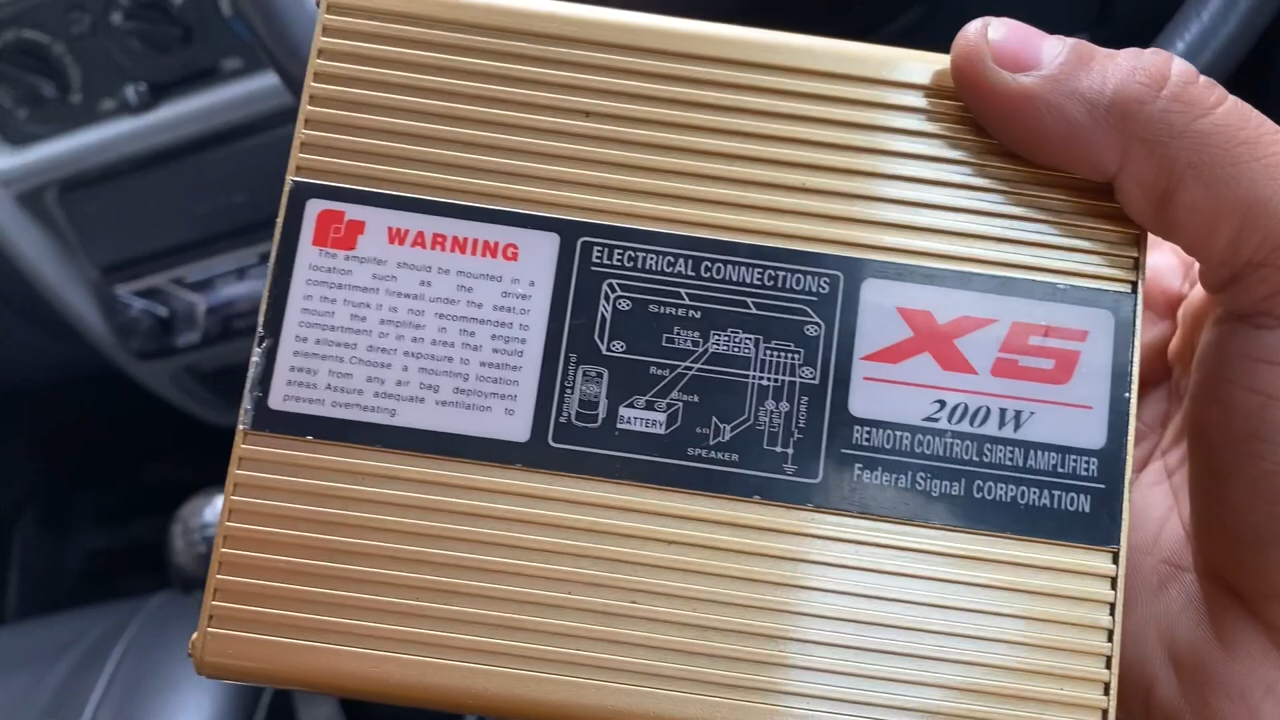 WARNING
The amplifer should be mounted in a
location such as the driver
compartment firewall.under the seat,or
in the trunk.it is not recommended to
mount the amplifier in the engine
compartment or in an area that would
be allowed direct exposure to weather
elements.Choose a mounting location
away from any air bag deployment
areas. Assure adequate ventilation to
prevent overheating.
ELECTRICAL CONNECTIONS
SIREN
Fuse
15A
Red
Black
Remote Control
BATTERY
6Ω
SPEAKER
Light
Light
HORN
X5
200W
REMOTR CONTROL SIREN AMPLIFIER
Federal Signal CORPORATION